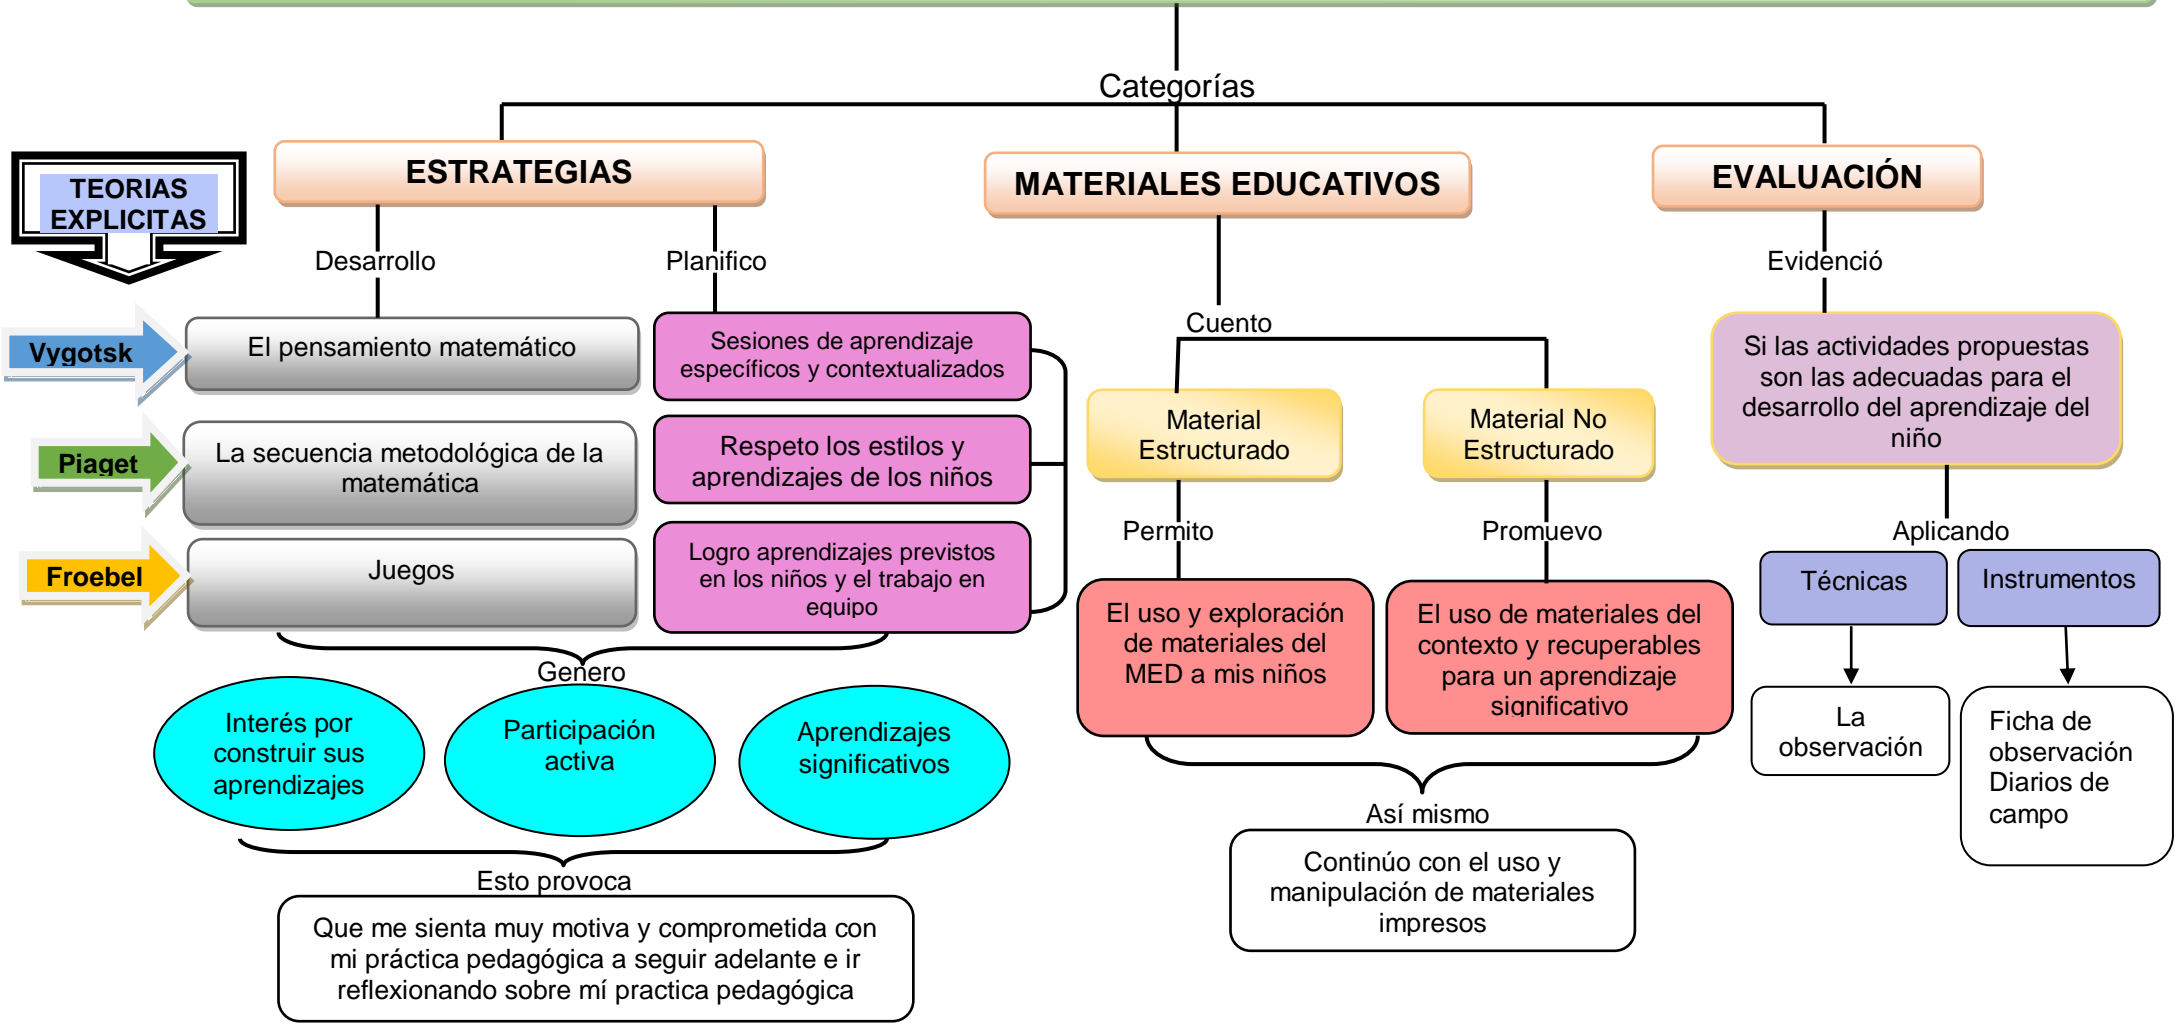 Categorías
TEORIAS
EXPLICITAS
ESTRATEGIAS
MATERIALES EDUCATIVOS
EVALUACIÓN
Desarrollo
Planifico
Cuento
Evidenció
Vygotsk
El pensamiento matemático
Sesiones de aprendizaje
específicos y contextualizados
Piaget
La secuencia metodológica de la
matemática
Respeto los estilos y
aprendizajes de los niños
Froebel
Juegos
Logro aprendizajes previstos
en los niños y el trabajo en
equipo
Genero
Interés por
construir sus
aprendizajes
Participación
activa
Aprendizajes
significativos
Esto provoca
Que me sienta muy motiva y comprometida con
mi práctica pedagógica a seguir adelante e ir
reflexionando sobre mí practica pedagógica
Material
Estructurado
Material No
Estructurado
Permito
Promuevo
El uso y exploración
de materiales del
MED a mis niños
El uso de materiales del
contexto y recuperables
para un aprendizaje
significativo
Así mismo
Continúo con el uso y
manipulación de materiales
impresos
Si las actividades propuestas
son las adecuadas para el
desarrollo del aprendizaje del
niño
Aplicando
Técnicas
Instrumentos
La
observación
Ficha de
observación
Diarios de
campo